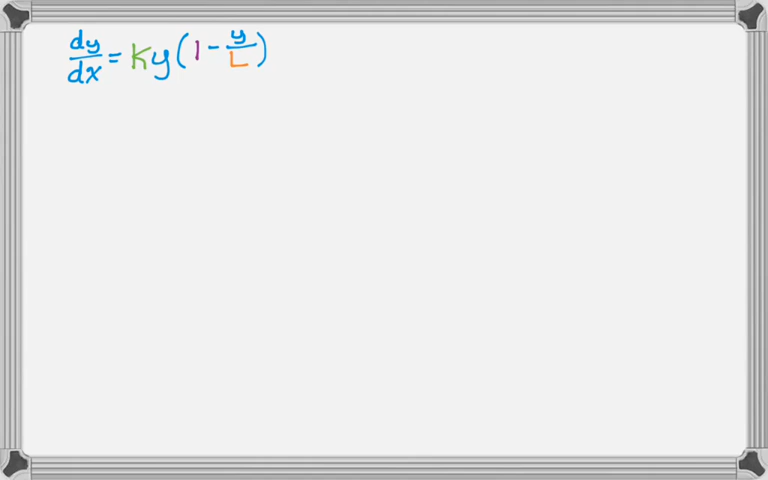 dy/dx = Ky(1 - y/L)